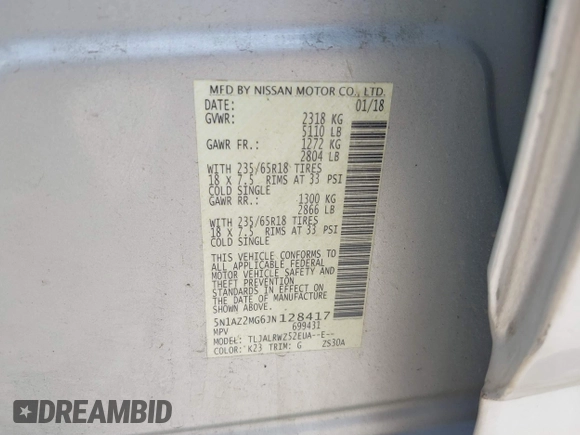 MFD BY NISSAN MOTOR CO., LTD.
DATE: 01/18
GVWR: 2318 KG
5110 LB
GAWR FR.: 1272 KG
2804 LB
WITH 235/65R18 TIRES
18 X 7.5 RIMS AT 33 PSI
COLD SINGLE
GAWR RR.: 1300 KG
2866 LB
WITH 235/65R18 TIRES
18 X 7.5 RIMS AT 33 PSI
COLD SINGLE
THIS VEHICLE CONFORMS TO
ALL APPLICABLE FEDERAL
MOTOR VEHICLE SAFETY AND
THEFT PREVENTION
STANDARDS IN EFFECT ON
THE DATE OF MANUFACTURE
5N1AZ2MG6JN128417
MPV 699431
MODEL: TLJALRWZ52EUA--E--
COLOR: K23 TRIM: G ZS30A
DREAMBID